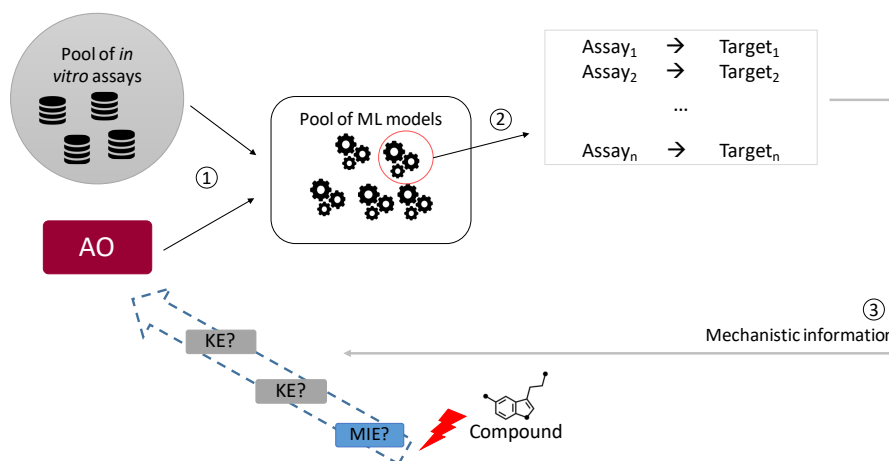 Pool of in
vitro assays
Pool of ML models
①
②
Assay₁ → Target₁
Assay₂ → Target₂
...
Assayₙ → Targetₙ
AO
③
Mechanistic information
KE?
KE?
MIE?
Compound